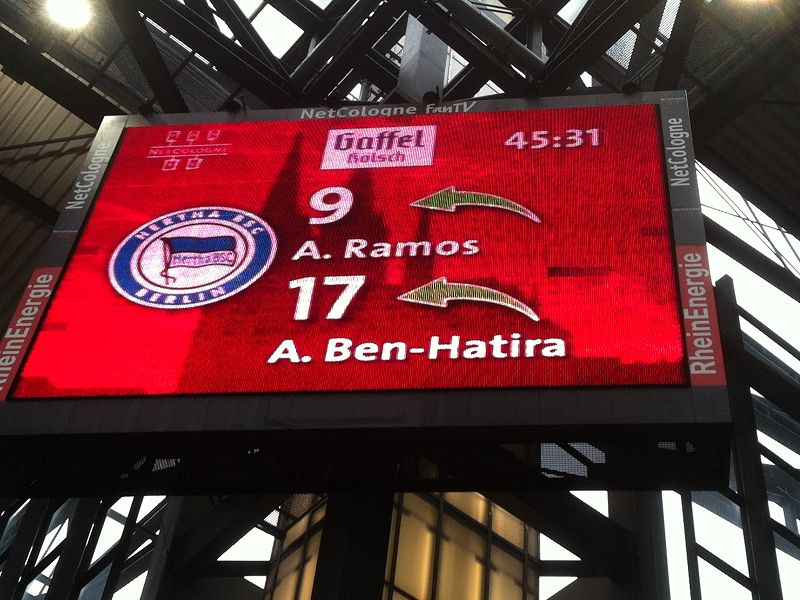 NetCologne fanTV
NetCologne
RheinEnergie
NETCOLOGNE
Gaffel
Kölsch
45:31
HERTHA BSC
Hertha BSC
BERLIN
9
A. Ramos
17
A. Ben-Hatira
NetCologne
RheinEnergie